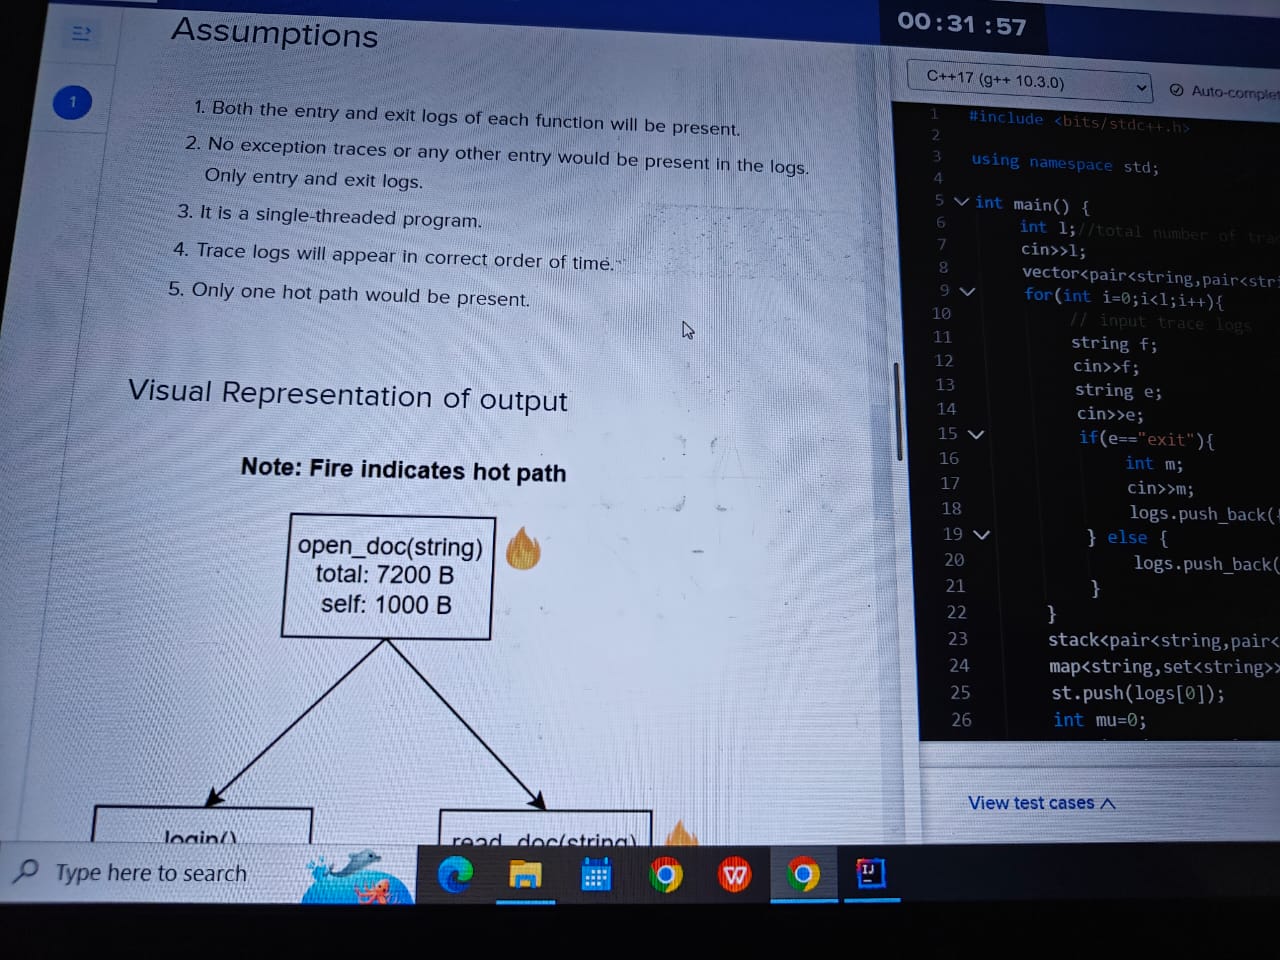 Assumptions
1. Both the entry and exit logs of each function will be present.
2. No exception traces or any other entry would be present in the logs.
Only entry and exit logs.
3. It is a single-threaded program.
4. Trace logs will appear in correct order of time.
5. Only one hot path would be present.
Visual Representation of output
Note: Fire indicates hot path
open_doc(string)
total: 7200 B
self: 1000 B
login()
read_doc(string)
1
00:31:57
C++17 (g++ 10.3.0)
Auto-complet
1 #include <bits/stdc++.h>
2
3 using namespace std;
4
5 int main() {
6 int l;//total number of tra
7 cin>>l;
8 vector<pair<string,pair<stri
9 for(int i=0;i<l;i++){
10 // input trace logs
11 string f;
12 cin>>f;
13 string e;
14 cin>>e;
15 if(e=="exit"){
16 int m;
17 cin>>m;
18 logs.push_back({
19 } else {
20 logs.push_back(
21 }
22 }
23 stack<pair<string,pair<
24 map<string,set<string>>
25 st.push(logs[0]);
26 int mu=0;
View test cases
Type here to search
W
IJ